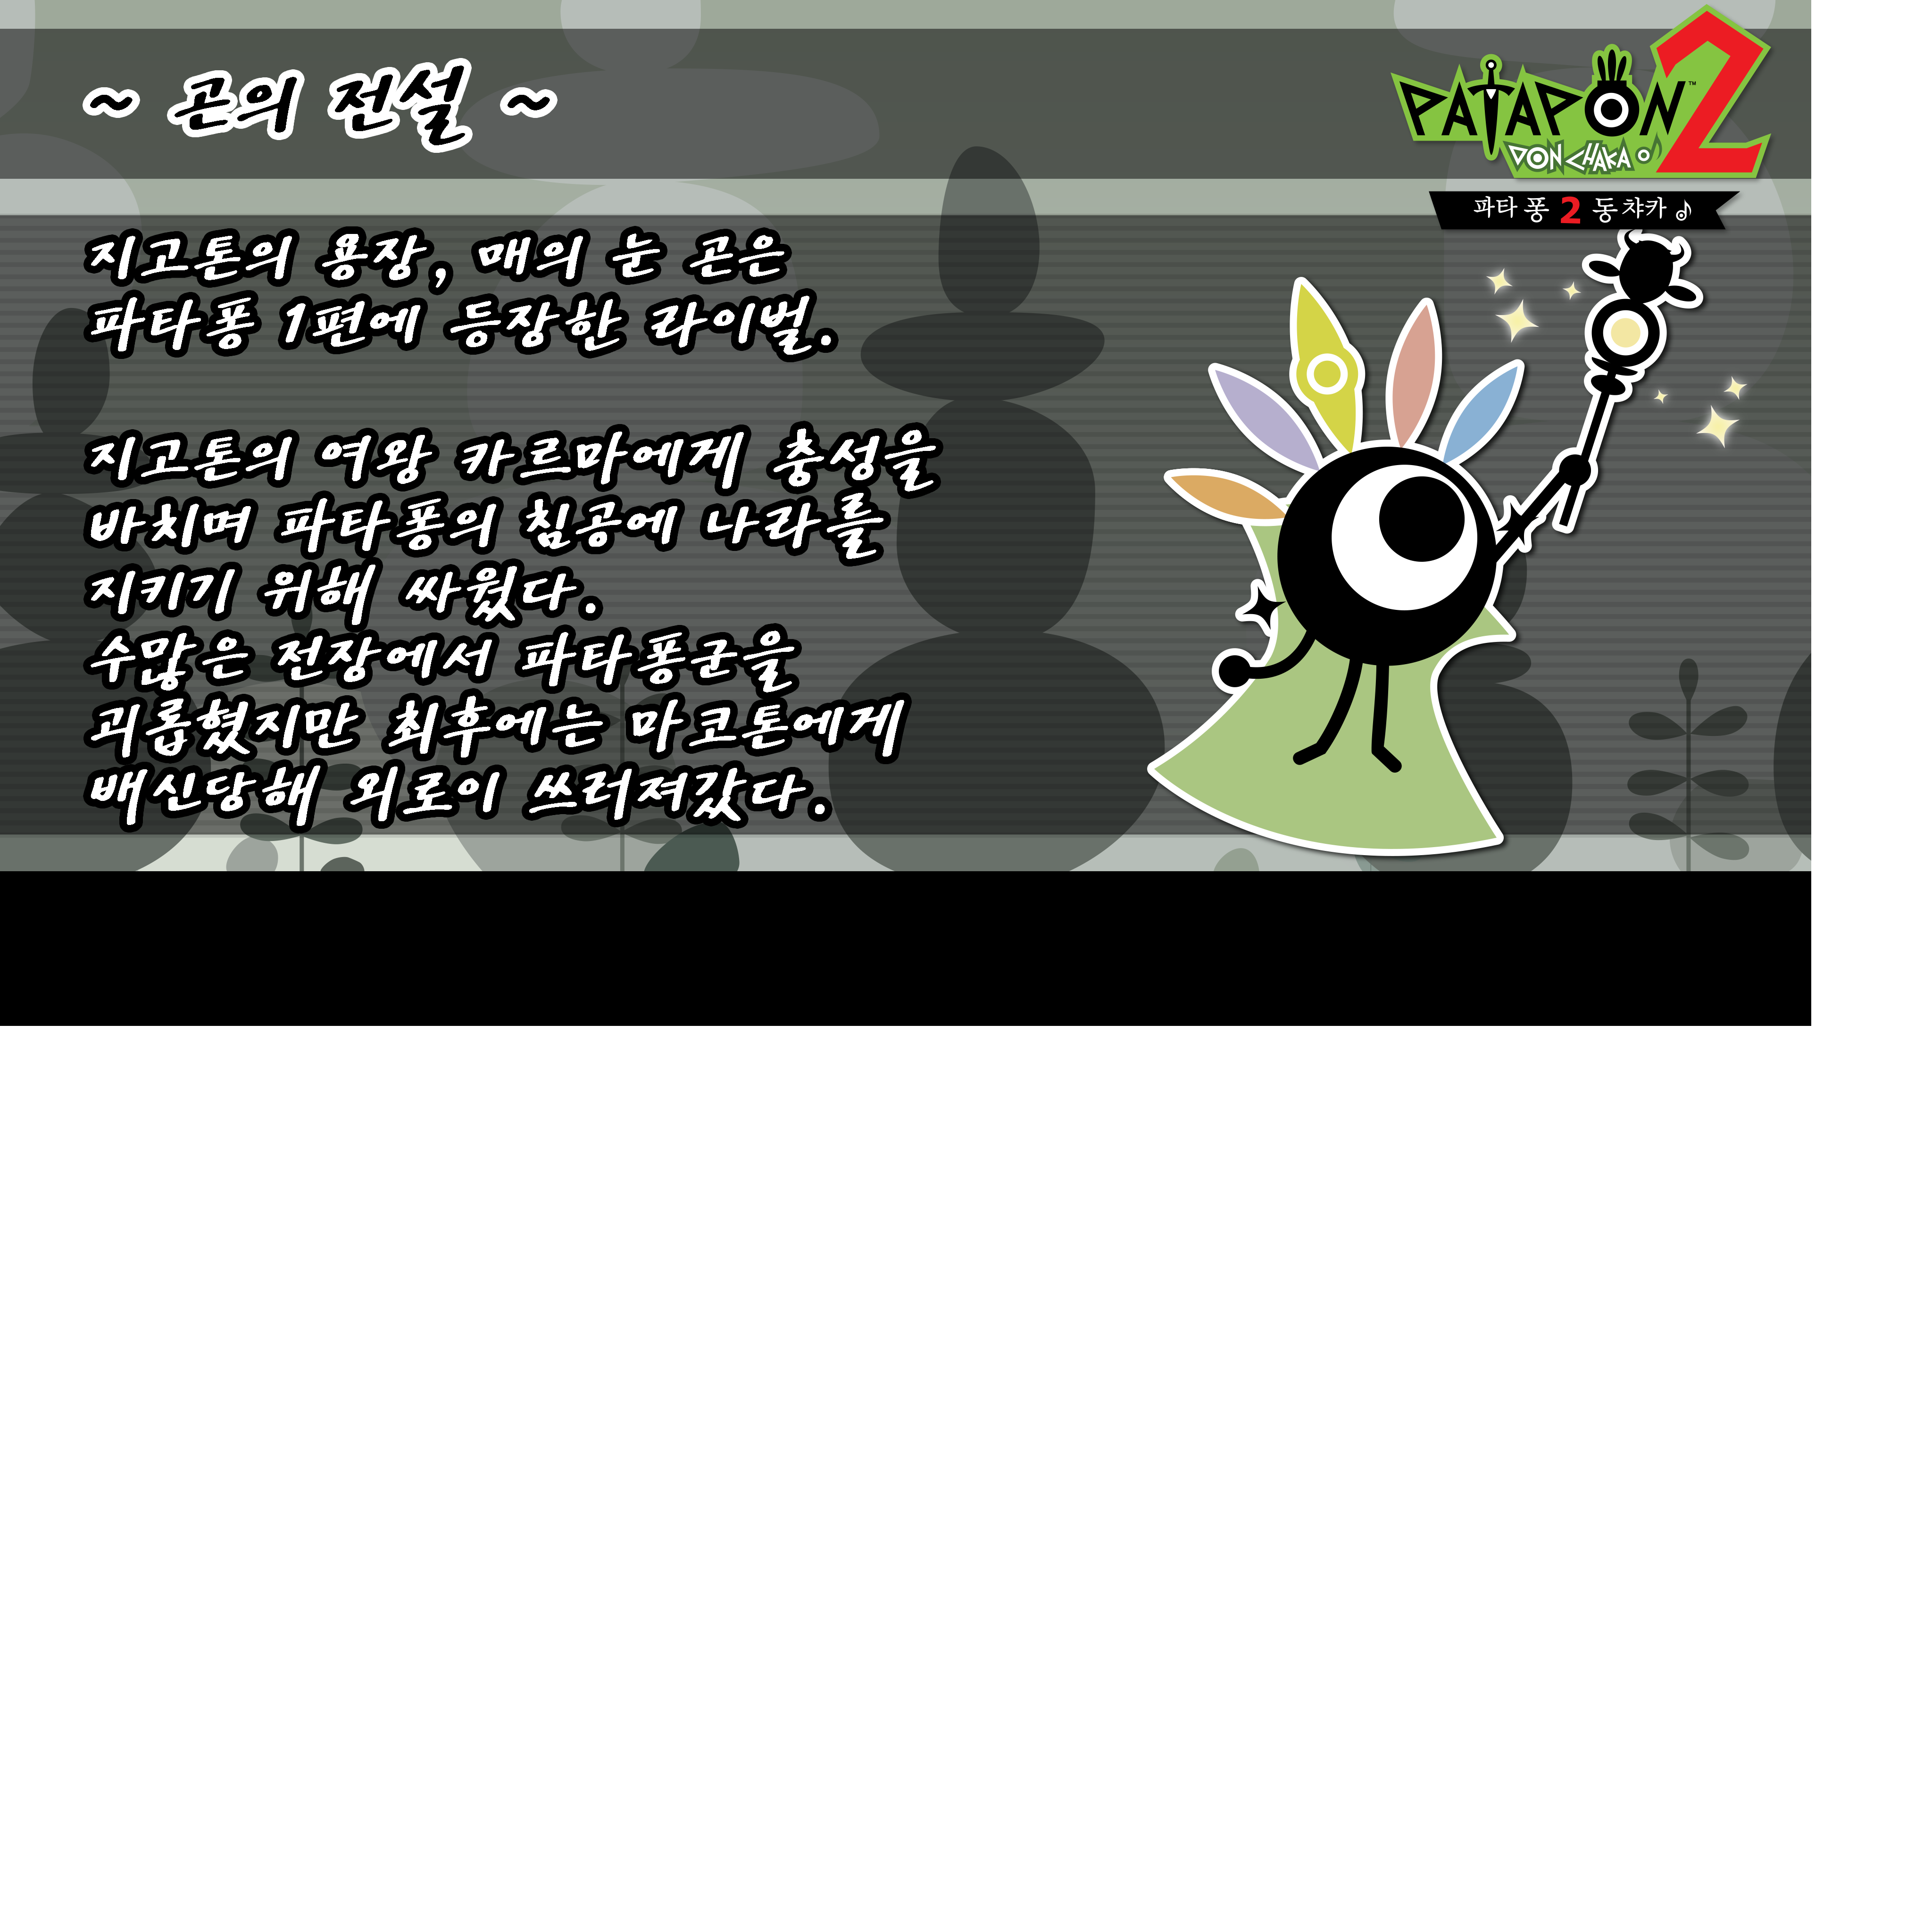 ~ 곤의 전설 ~
PATAPON 2™
DON CHAKA♪
파타퐁 2 동챠카♪
지고톤의 용장, 매의 눈 곤은
파타퐁 1편에 등장한 라이벌.
지고톤의 여왕 카르마에게 충성을
바치며 파타퐁의 침공에 나라를
지키기 위해 싸웠다.
수많은 전장에서 파타퐁군을
괴롭혔지만 최후에는 마코톤에게
배신당해 외로이 쓰러져갔다.